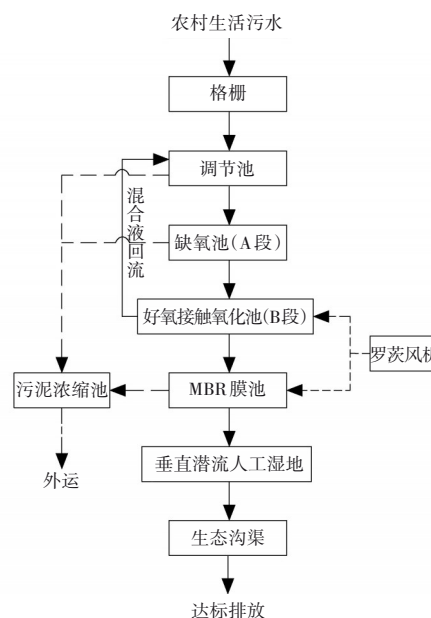 农村生活污水
格栅
调节池
混合液回流
缺氧池(A段)
好氧接触氧化池(B段)
罗茨风机
污泥浓缩池
MBR膜池
外运
垂直潜流人工湿地
生态沟渠
达标排放